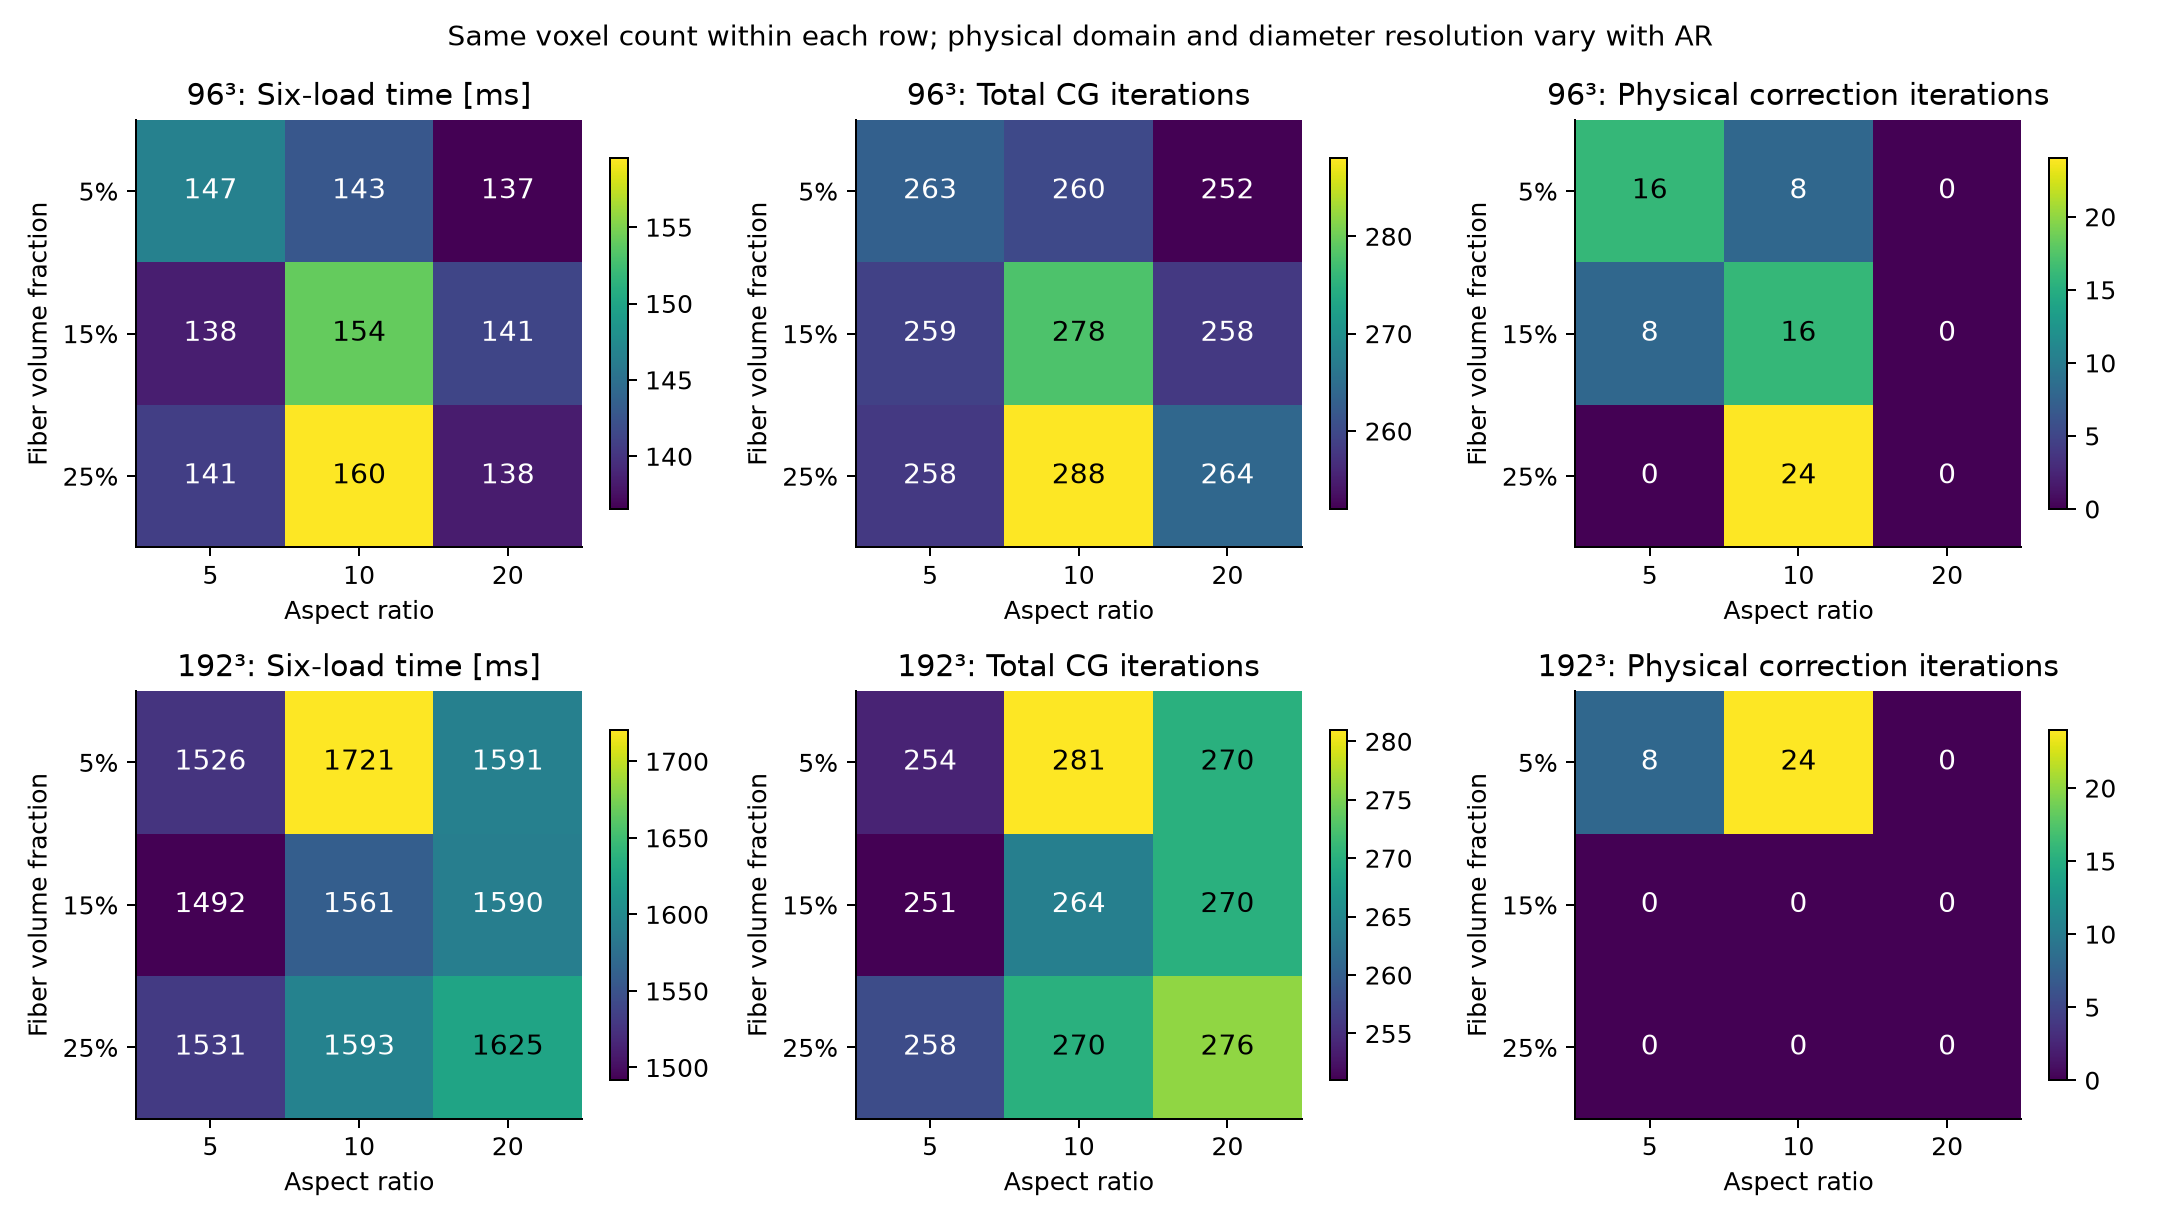 Same voxel count within each row; physical domain and diameter resolution vary with AR
96³: Six-load time [ms]
Fiber volume fraction
5%
15%
25%
147 143 137
138 154 141
141 160 138
5 10 20
Aspect ratio
155
150
145
140
96³: Total CG iterations
Fiber volume fraction
5%
15%
25%
263 260 252
259 278 258
258 288 264
5 10 20
Aspect ratio
280
270
260
96³: Physical correction iterations
Fiber volume fraction
5%
15%
25%
16 8 0
8 16 0
0 24 0
5 10 20
Aspect ratio
20
15
10
5
0
192³: Six-load time [ms]
Fiber volume fraction
5%
15%
25%
1526 1721 1591
1492 1561 1590
1531 1593 1625
5 10 20
Aspect ratio
1700
1650
1600
1550
1500
192³: Total CG iterations
Fiber volume fraction
5%
15%
25%
254 281 270
251 264 270
258 270 276
5 10 20
Aspect ratio
280
275
270
265
260
255
192³: Physical correction iterations
Fiber volume fraction
5%
15%
25%
8 24 0
0 0 0
0 0 0
5 10 20
Aspect ratio
20
15
10
5
0